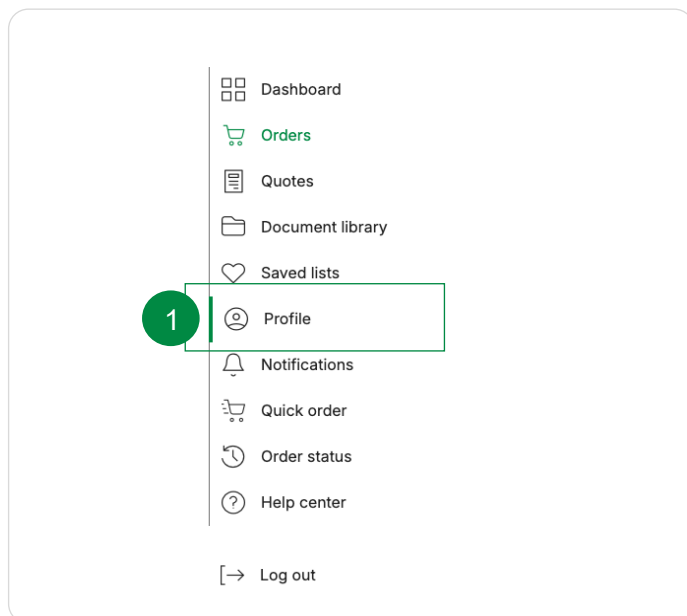 Dashboard
Orders
Quotes
Document library
Saved lists
1 Profile
Notifications
Quick order
Order status
Help center
Log out